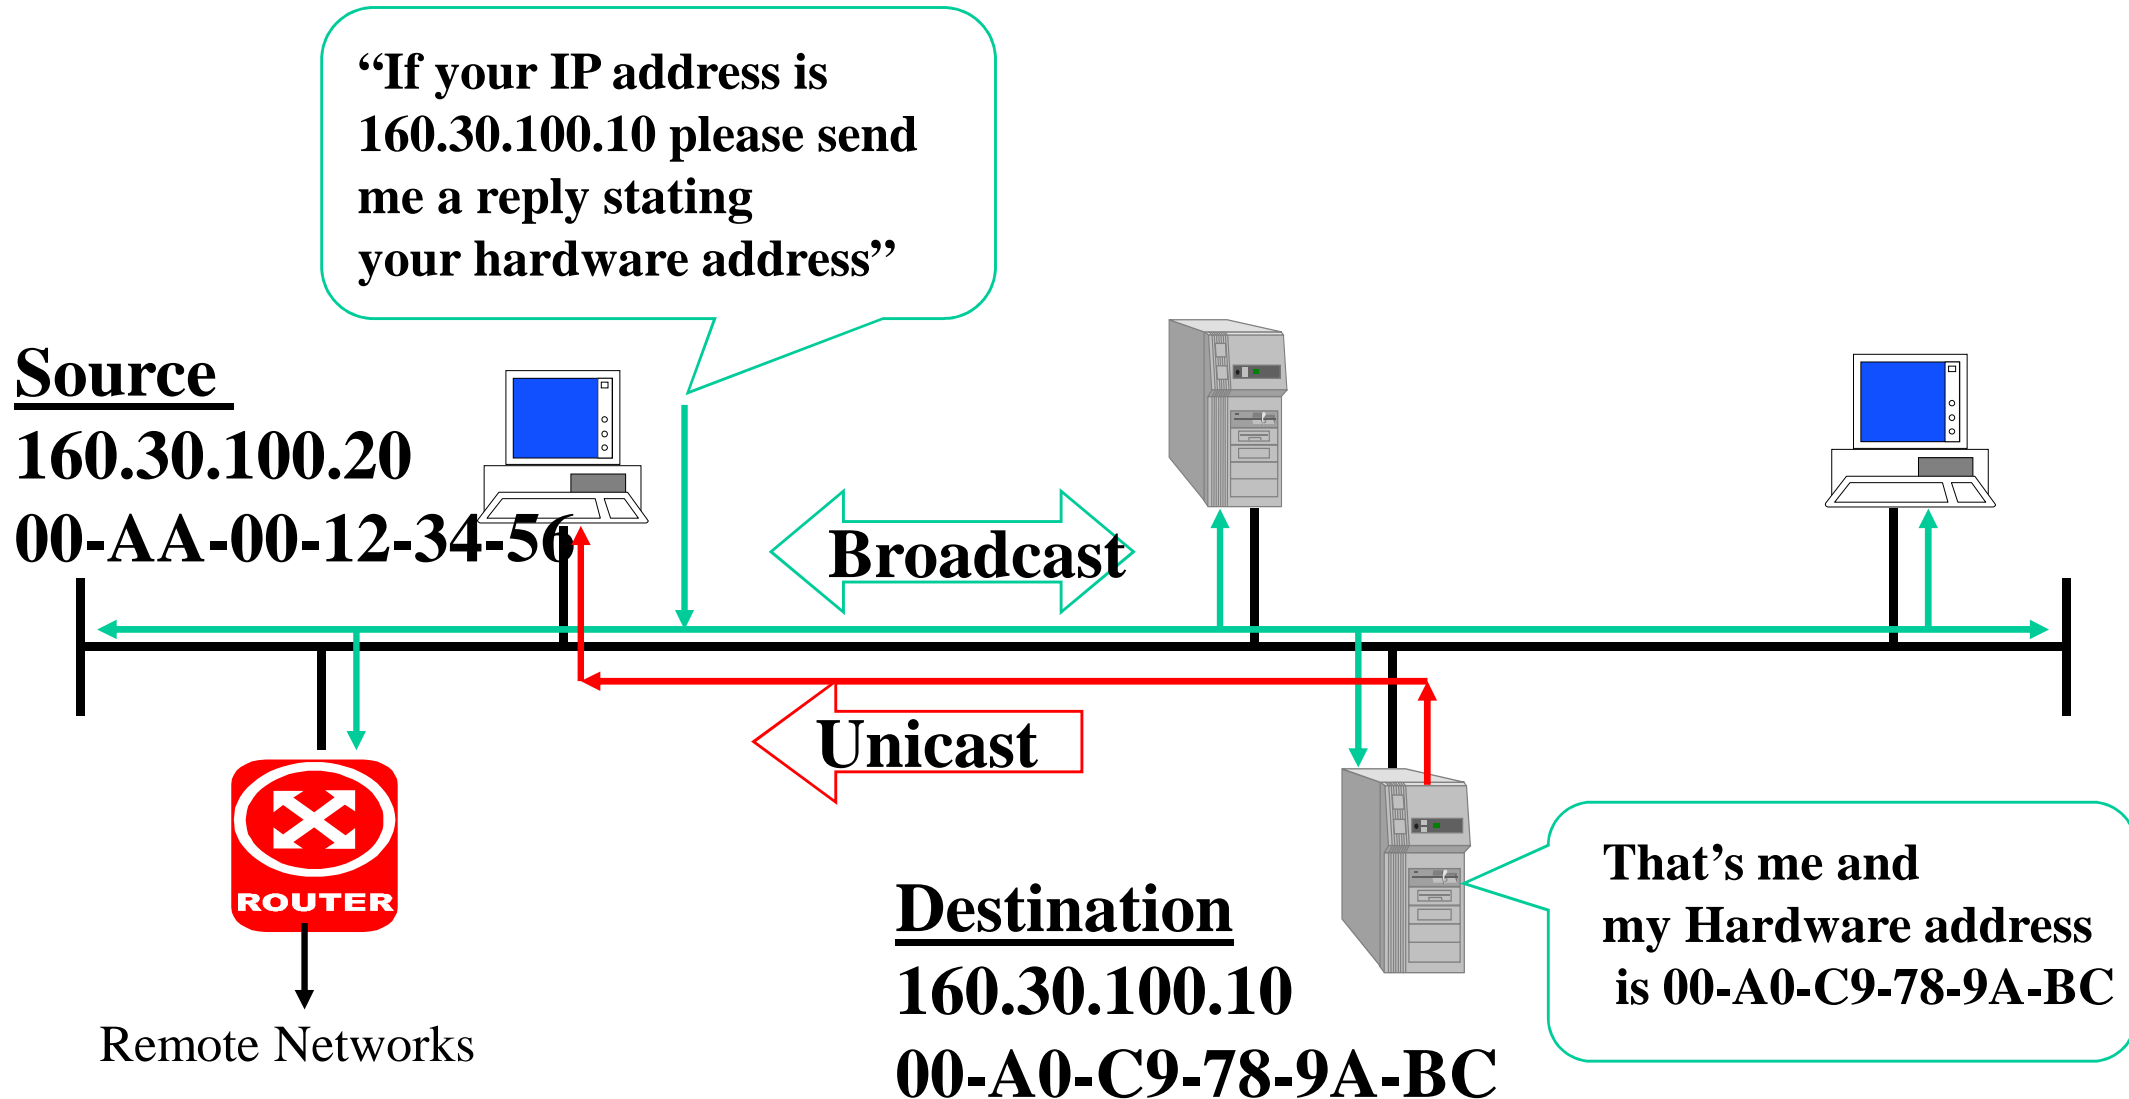 “If your IP address is
160.30.100.10 please send
me a reply stating
your hardware address”
Source
160.30.100.20
00-AA-00-12-34-56
Broadcast
Unicast
ROUTER
Remote Networks
Destination
160.30.100.10
00-A0-C9-78-9A-BC
That’s me and
my Hardware address
is 00-A0-C9-78-9A-BC